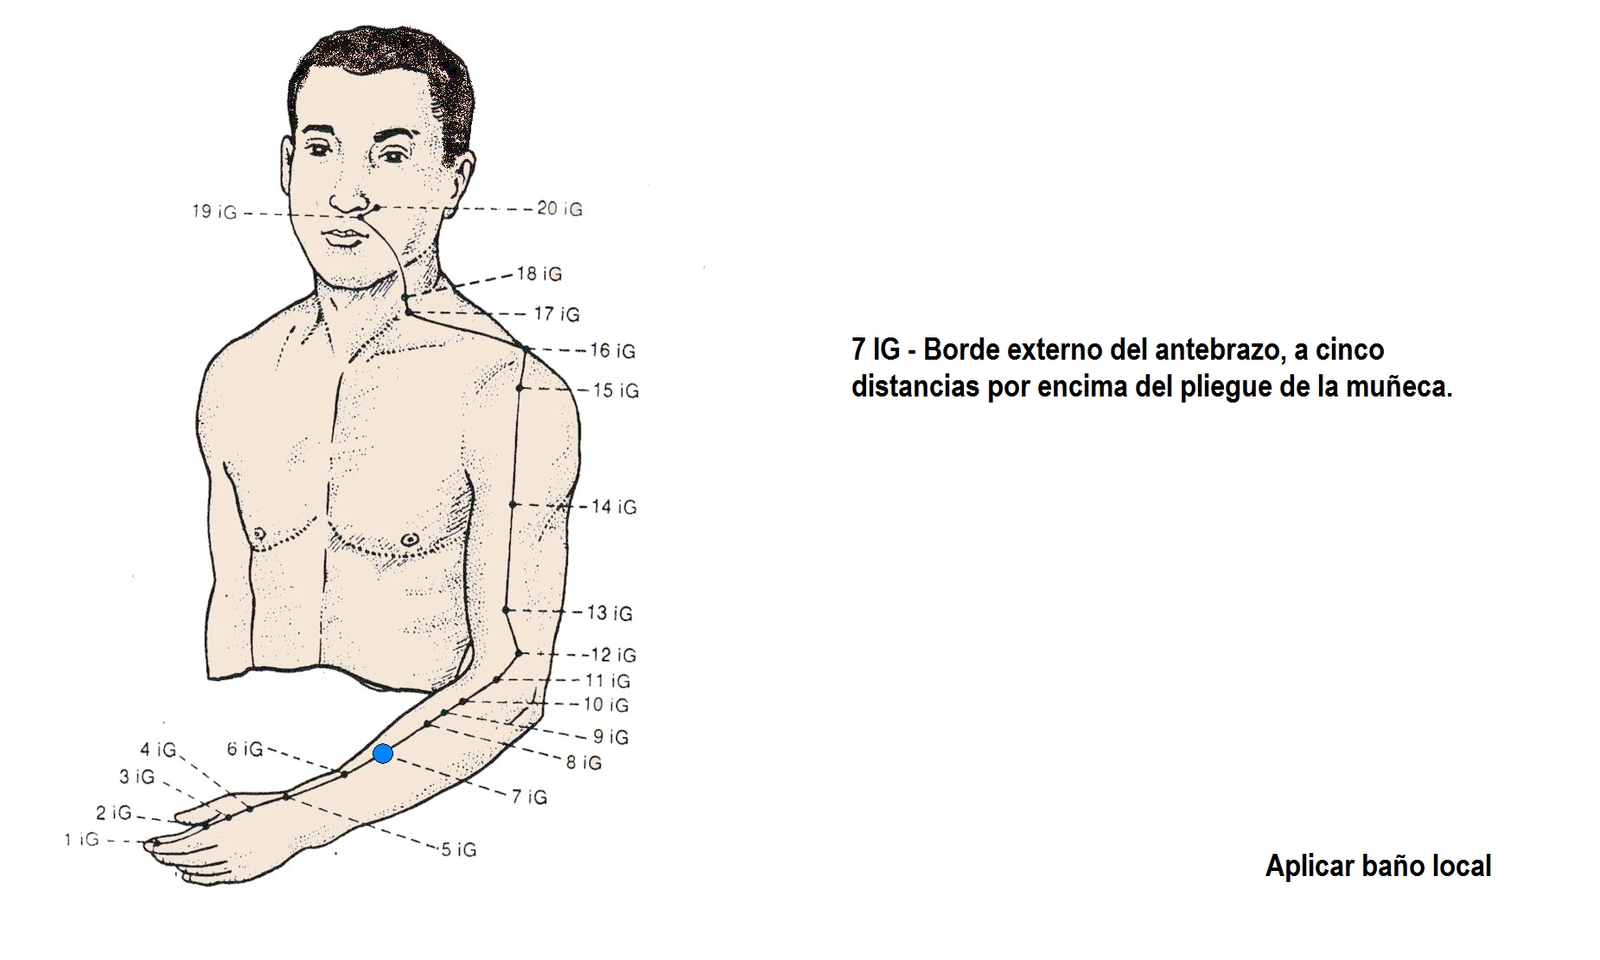 19 iG
20 iG
18 iG
17 iG
16 iG
15 iG
7 IG - Borde externo del antebrazo, a cinco
distancias por encima del pliegue de la muñeca.
14 iG
13 iG
12 iG
11 iG
10 iG
9 iG
8 iG
7 iG
6 iG
4 iG
3 iG
2 iG
1 iG
5 iG
Aplicar baño local